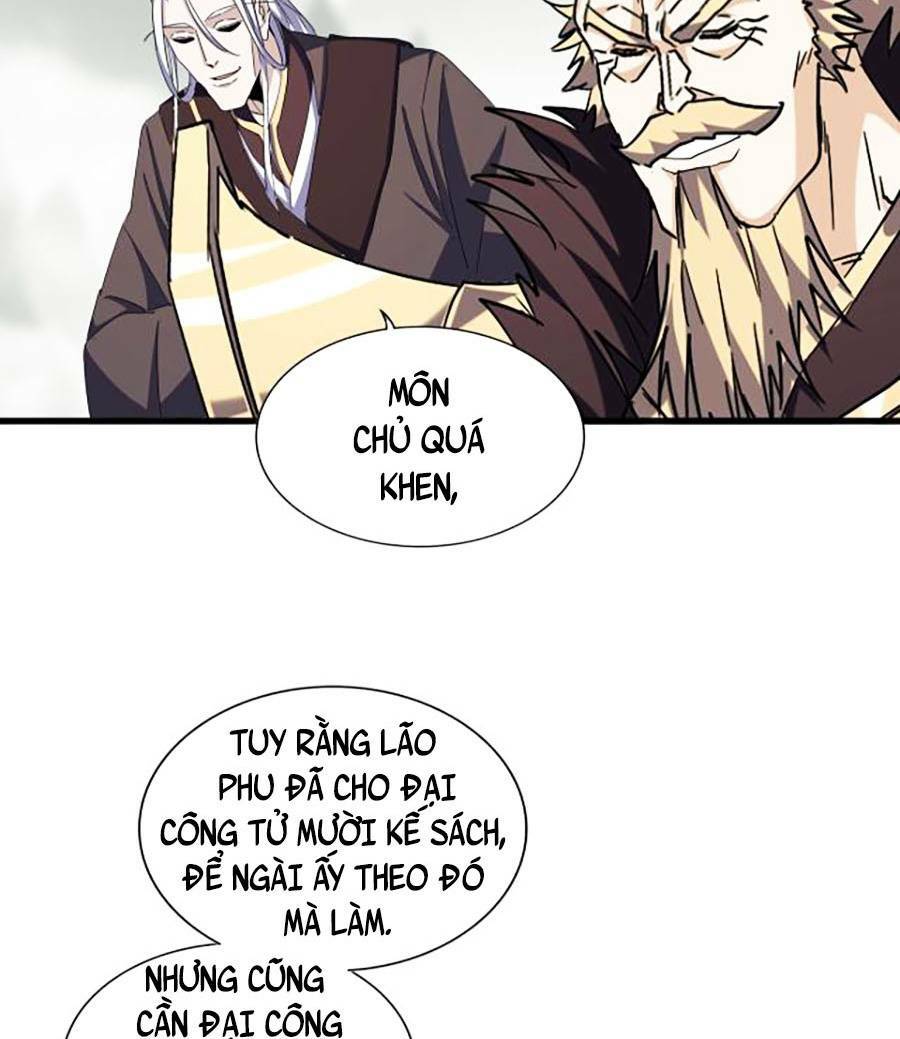 MÔN
CHỦ QUÁ
KHEN,
TUY RẰNG LÃO
PHU ĐÃ CHO ĐẠI
CÔNG TỬ MƯỜI KẾ SÁCH,
ĐỂ NGÀI ẤY THEO ĐÓ
MÀ LÀM.
NHƯNG CŨNG
CẦN ĐẠI CÔNG